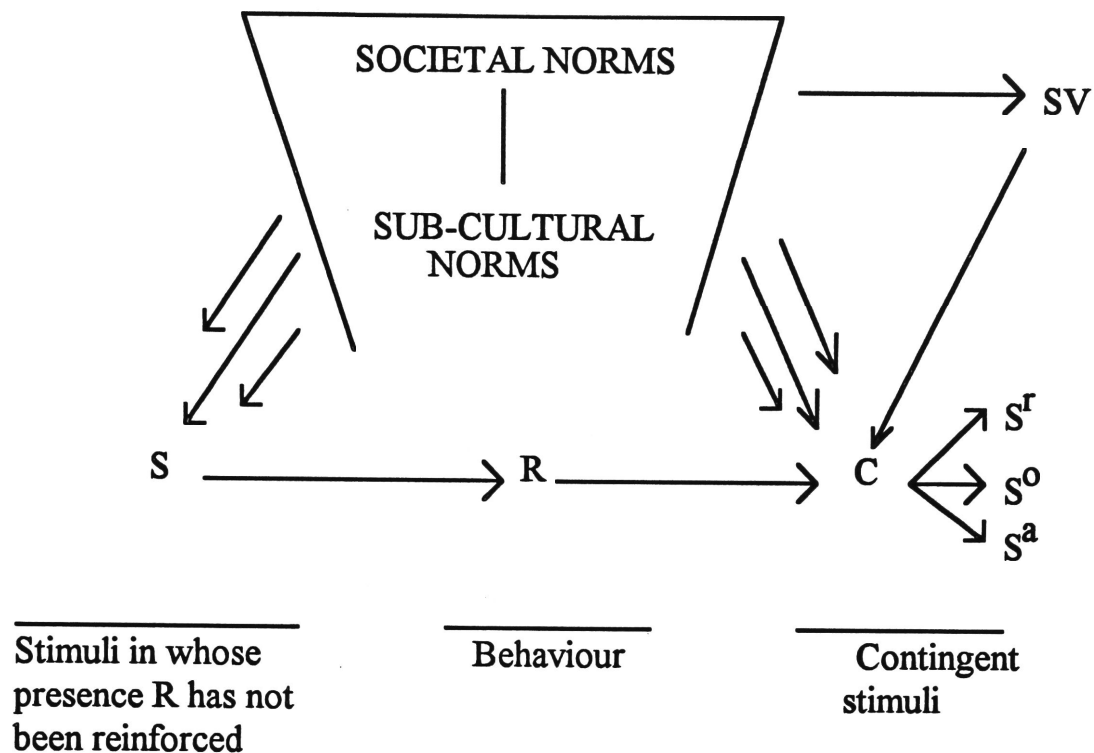 SOCIETAL NORMS
SV
SUB-CULTURAL
NORMS
S
R
C
Sʳ
Sᵒ
Sᵃ
Stimuli in whose
presence R has not
been reinforced
Behaviour
Contingent
stimuli